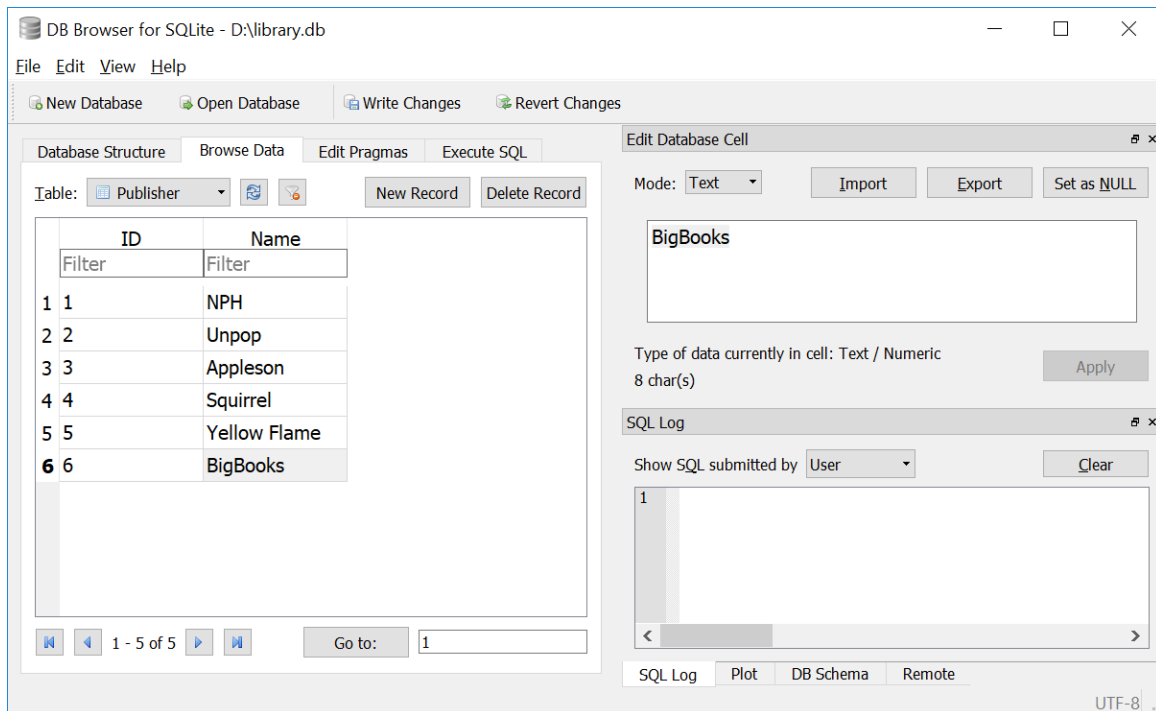 DB Browser for SQLite - D:\library.db
File Edit View Help
New Database Open Database Write Changes Revert Changes
Database Structure Browse Data Edit Pragmas Execute SQL
Table: Publisher New Record Delete Record
ID Name
Filter Filter
1 1 NPH
2 2 Unpop
3 3 Appleson
4 4 Squirrel
5 5 Yellow Flame
6 6 BigBooks
1 - 5 of 5 Go to: 1
Edit Database Cell
Mode: Text Import Export Set as NULL
BigBooks
Type of data currently in cell: Text / Numeric
8 char(s)
Apply
SQL Log
Show SQL submitted by User Clear
1
SQL Log Plot DB Schema Remote
UTF-8